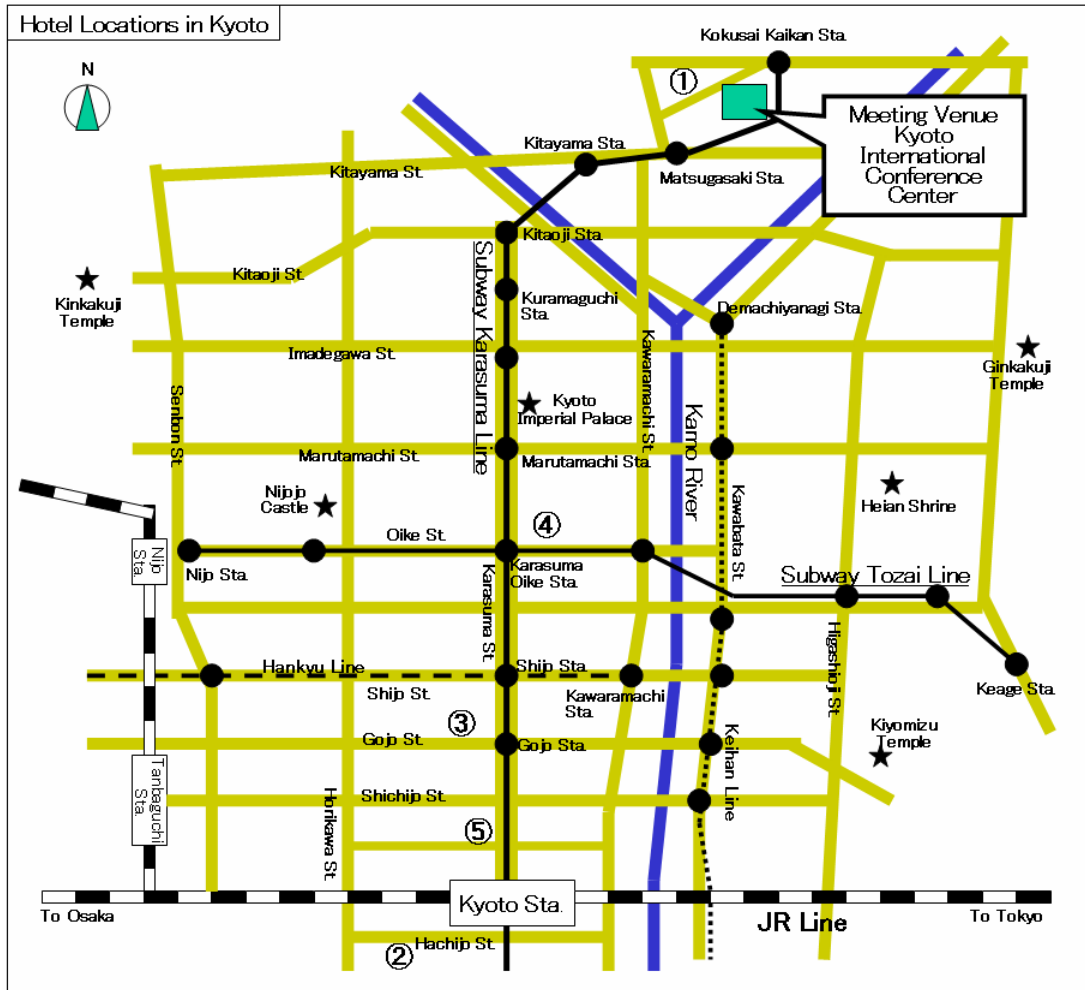 Hotel Locations in Kyoto
N
Kokusai Kaikan Sta.
①
Meeting Venue
Kyoto
International
Conference
Center
Kitayama Sta.
Kitayama St.
Matsugasaki Sta.
Kitaoji Sta.
Kitaoji St.
Kinkakuji
Temple
Subway Karasuma Line
Kuramaguchi
Sta.
Demachiyanagi Sta.
Imadegawa St.
Kawaramachi St.
Ginkakuji
Temple
Senbon St.
Kyoto
Imperial Palace
Kamo River
Marutamachi St.
Marutamachi Sta.
Nijojo
Castle
Kawabata St.
Heian Shrine
Oike St.
④
Nijo
Sta.
Nijo Sta.
Karasuma
Oike Sta.
Subway Tozai Line
Karasuma St.
Higashioji St.
Hankyu Line
Shijo Sta.
Shijo St.
Kawaramachi
Sta.
Keage Sta.
③
Gojo St.
Gojo Sta.
Keihan Line
Kiyomizu
Temple
Tanbaguchi
Sta.
Horikawa St.
Shichijo St.
⑤
Kyoto Sta.
To Osaka
JR Line
To Tokyo
②
Hachijo St.